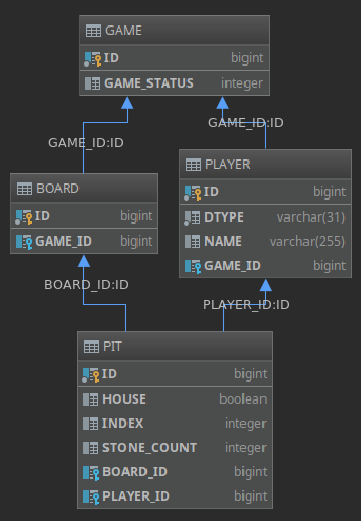 GAME
ID bigint
GAME_STATUS integer
GAME_ID:ID
GAME_ID:ID
BOARD
ID bigint
GAME_ID bigint
PLAYER
ID bigint
DTYPE varchar(31)
NAME varchar(255)
GAME_ID bigint
BOARD_ID:ID
PLAYER_ID:ID
PIT
ID bigint
HOUSE boolean
INDEX integer
STONE_COUNT integer
BOARD_ID bigint
PLAYER_ID bigint